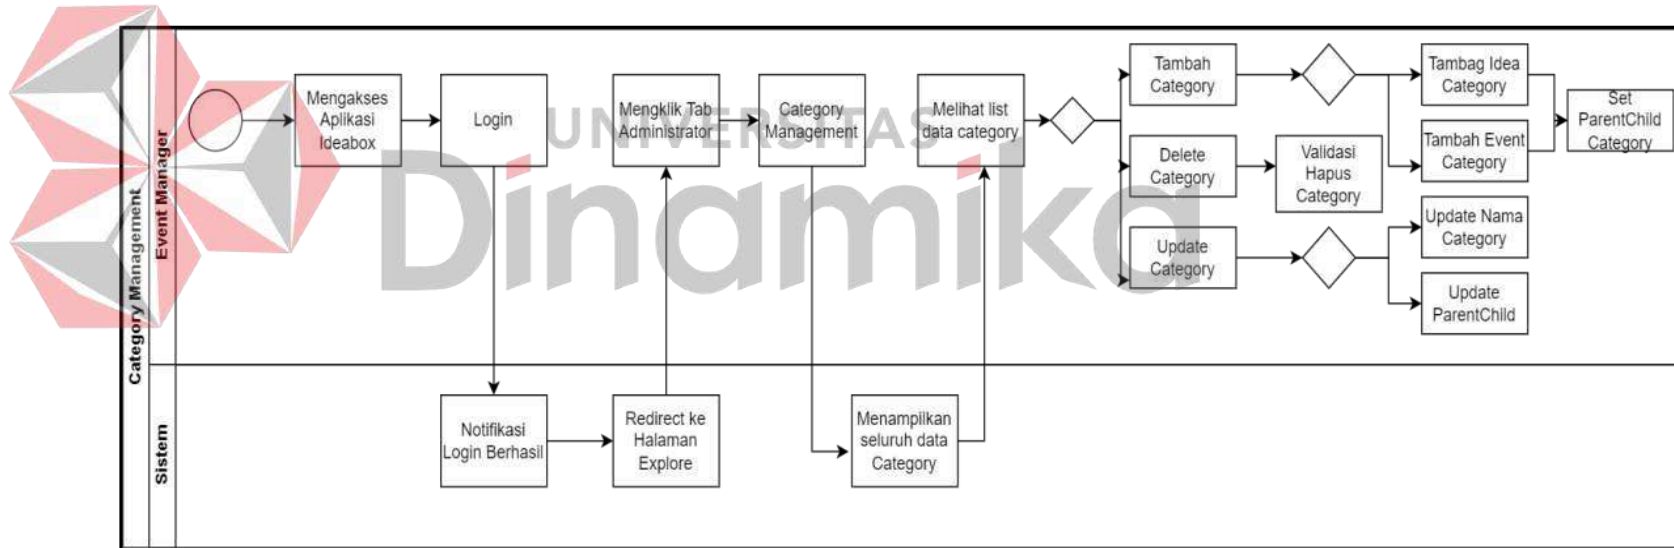 Category Management
Event Manager
Sistem
UNIVERSITAS
Dinamika
Mengakses
Aplikasi
Ideabox
Login
Mengklik Tab
Administrator
Category
Management
Melihat list
data category
Tambah
Category
Tambag Idea
Category
Set
ParentChild
Category
Tambah Event
Category
Delete
Category
Validasi
Hapus
Category
Update
Category
Update Nama
Category
Update
ParentChild
Notifikasi
Login Berhasil
Redirect ke
Halaman
Explore
Menampilkan
seluruh data
Category